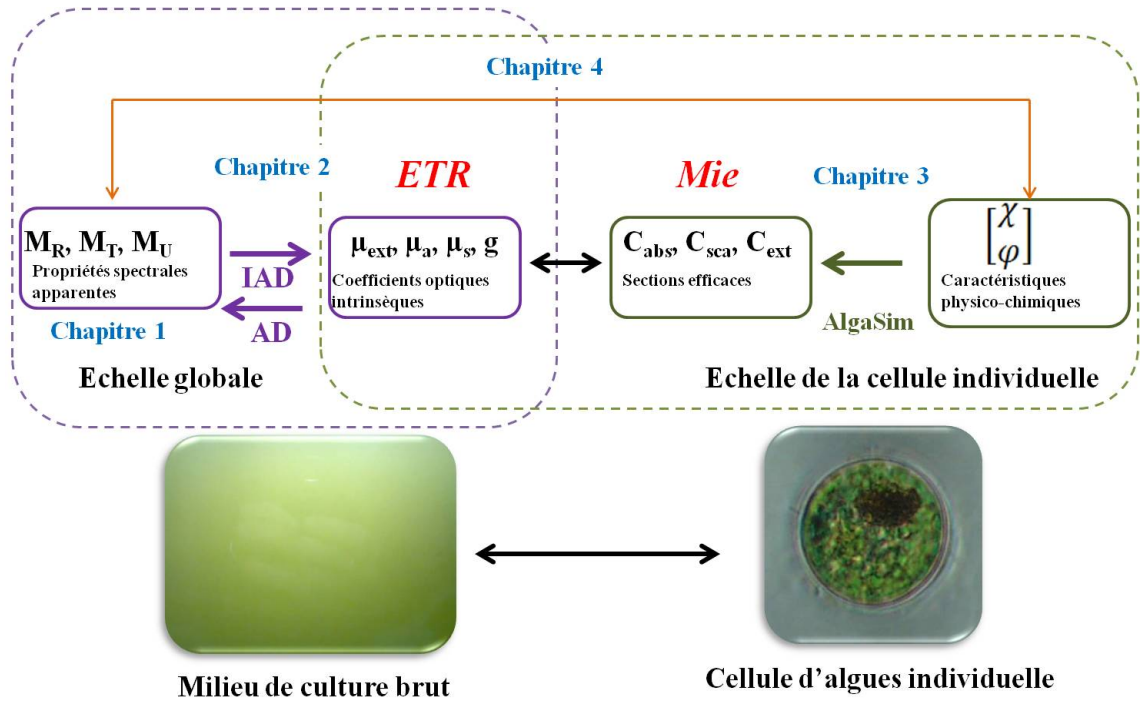 Chapitre 4
Chapitre 2
ETR
Mie
Chapitre 3
M_R, M_T, M_U
Propriétés spectrales
apparentes
IAD
AD
μ_ext, μ_a, μ_s, g
Coefficients optiques
intrinsèques
C_abs, C_sca, C_ext
Sections efficaces
[χ
φ]
Caractéristiques
physico-chimiques
AlgaSim
Chapitre 1
Echelle globale
Echelle de la cellule individuelle
Milieu de culture brut
Cellule d'algues individuelle